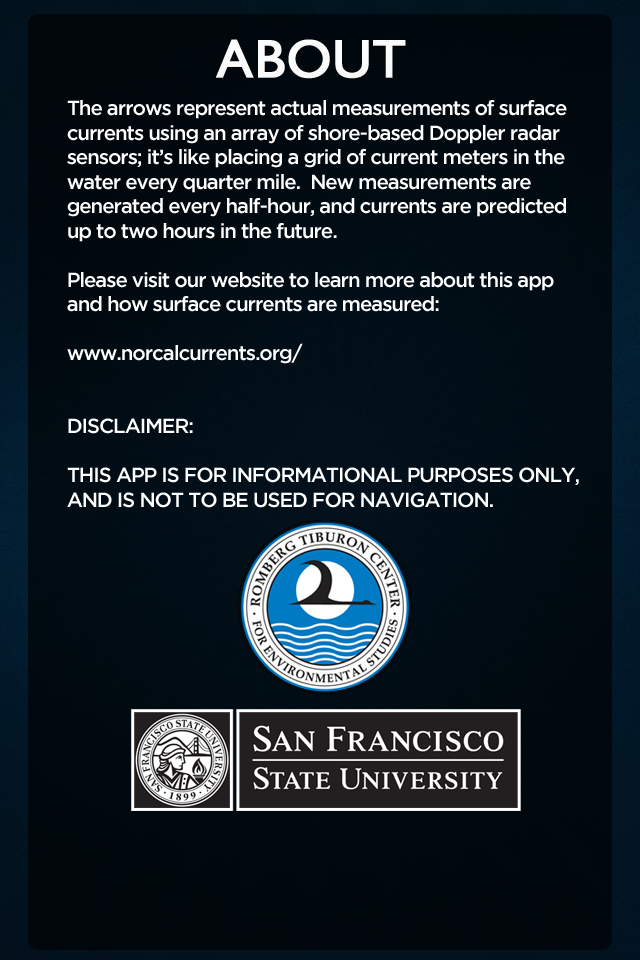 ABOUT
The arrows represent actual measurements of surface
currents using an array of shore-based Doppler radar
sensors; it's like placing a grid of current meters in the
water every quarter mile.  New measurements are
generated every half-hour, and currents are predicted
up to two hours in the future.
Please visit our website to learn more about this app
and how surface currents are measured:
www.norcalcurrents.org/
DISCLAIMER:
THIS APP IS FOR INFORMATIONAL PURPOSES ONLY,
AND IS NOT TO BE USED FOR NAVIGATION.
ROMBERG TIBURON CENTER
· FOR ENVIRONMENTAL STUDIES ·
SAN FRANCISCO STATE UNIVERSITY
· 1899 ·
SAN FRANCISCO
STATE UNIVERSITY